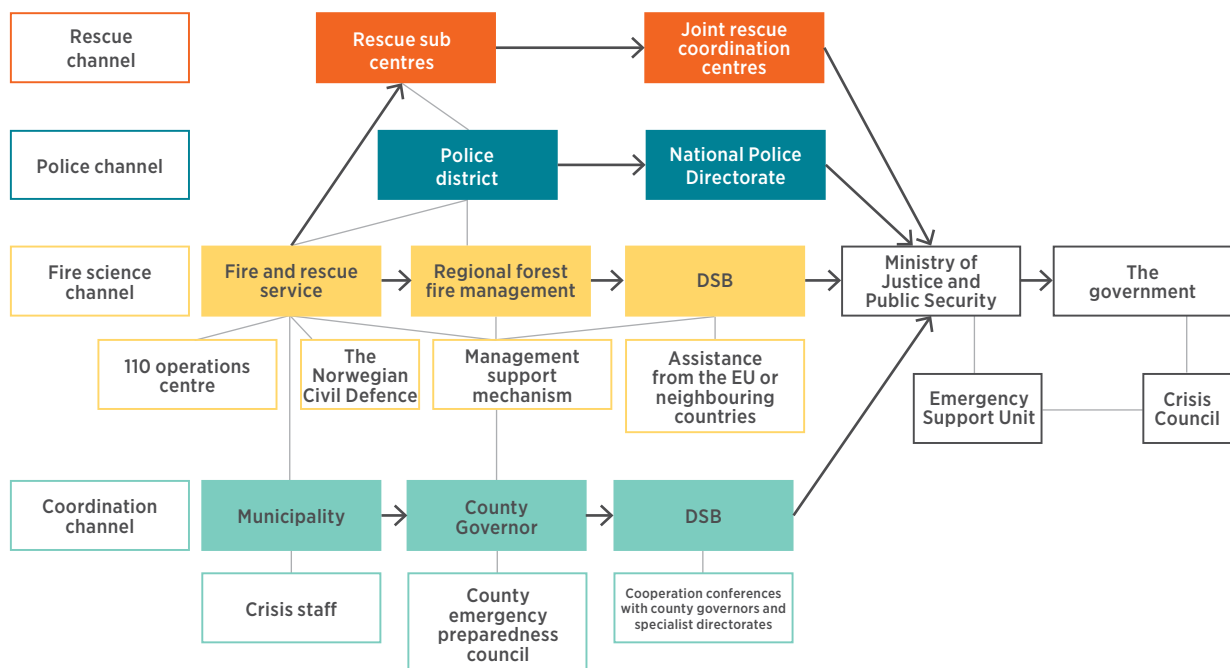 Rescue
channel
Rescue sub
centres
Joint rescue
coordination
centres
Police channel
Police
district
National Police
Directorate
Fire science
channel
Fire and rescue
service
Regional forest
fire management
DSB
Ministry of
Justice and
Public Security
The
government
110 operations
centre
The
Norwegian
Civil Defence
Management
support
mechanism
Assistance
from the EU or
neighbouring
countries
Emergency
Support Unit
Crisis
Council
Coordination
channel
Municipality
County
Governor
DSB
Crisis staff
County
emergency
preparedness
council
Cooperation conferences
with county governors and
specialist directorates